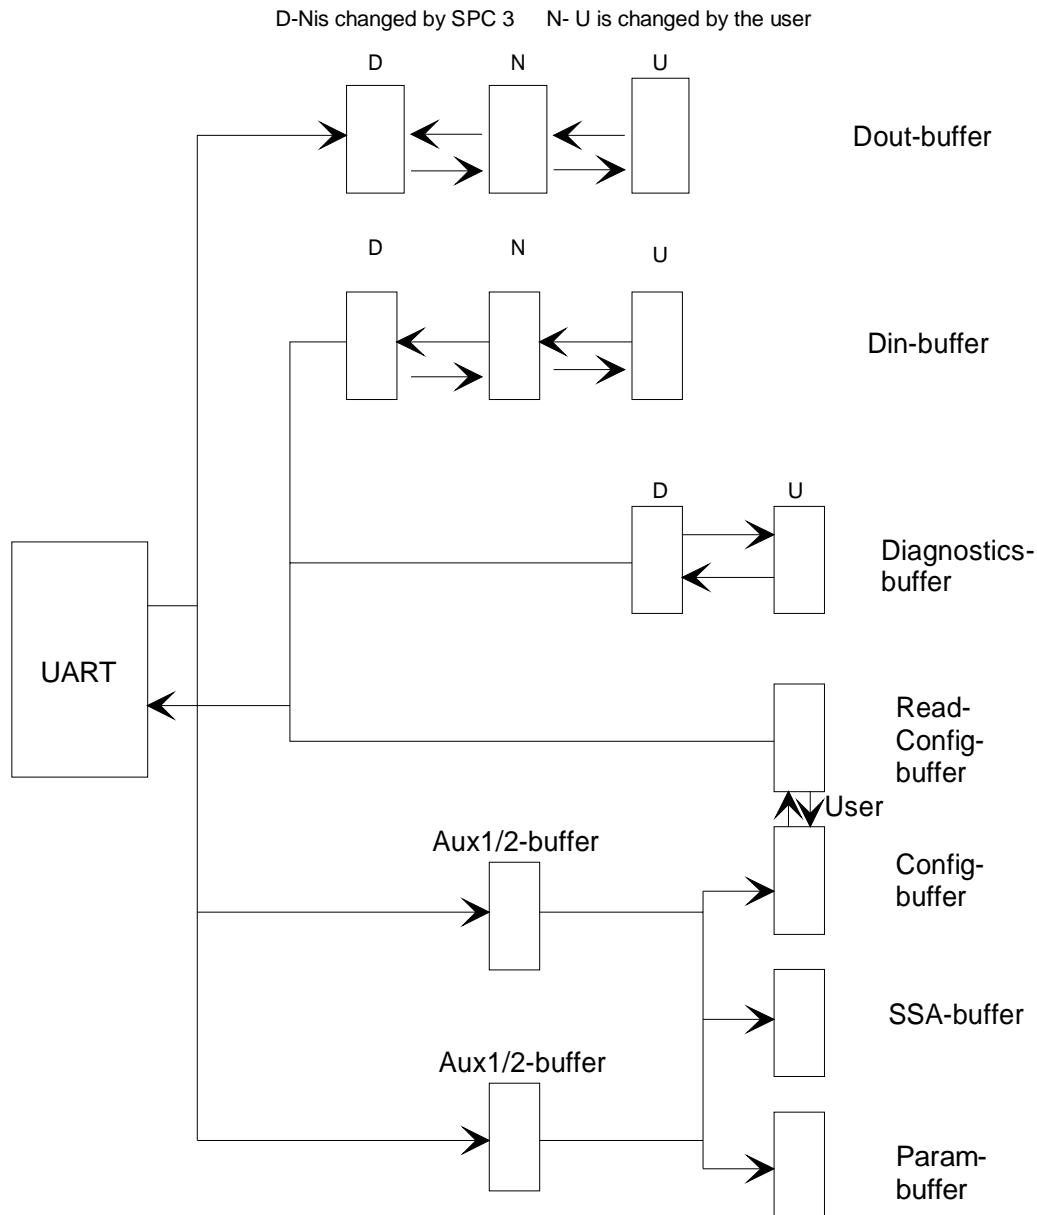 D-Nis changed by SPC 3 N- U is changed by the user
D N U
Dout-buffer
D N U
Din-buffer
D U
Diagnostics-
buffer
UART
Read-
Config-
buffer
User
Aux1/2-buffer
Config-
buffer
SSA-buffer
Aux1/2-buffer
Param-
buffer